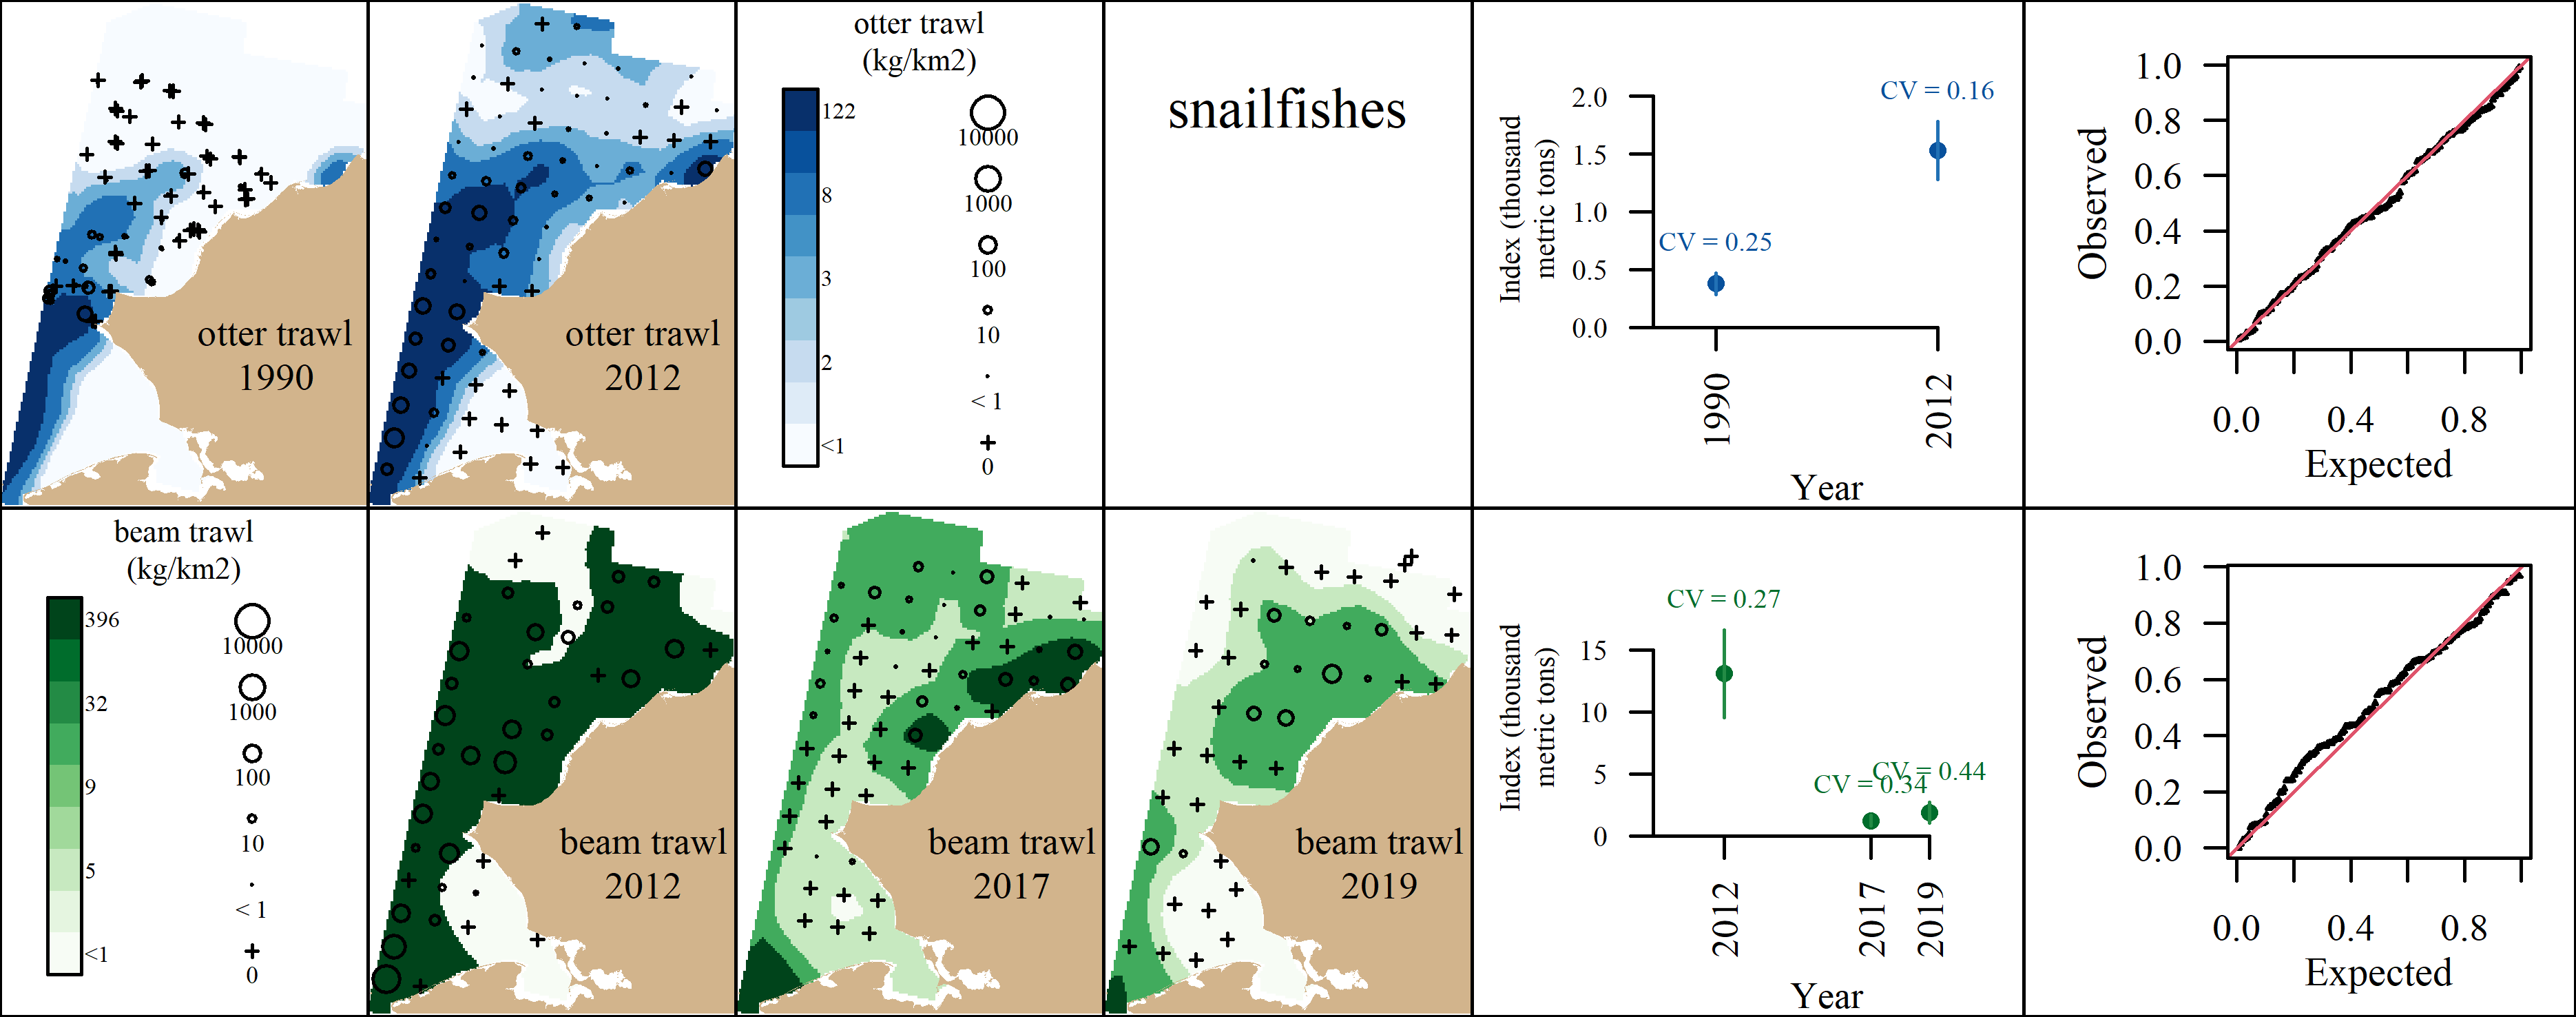 otter trawl
1990
otter trawl
2012
otter trawl
(kg/km2)
122
8
3
2
<1
10000
1000
100
10
< 1
0
snailfishes
Index (thousand
metric tons)
2.0
1.5
1.0
0.5
0.0
CV = 0.25
CV = 0.16
1990
2012
Year
Observed
1.0
0.8
0.6
0.4
0.2
0.0
0.0 0.4 0.8
Expected
beam trawl
(kg/km2)
396
32
9
5
<1
10000
1000
100
10
< 1
0
beam trawl
2012
beam trawl
2017
beam trawl
2019
Index (thousand
metric tons)
15
10
5
0
CV = 0.27
CV = 0.34
CV = 0.44
2012
2017
2019
Year
Observed
1.0
0.8
0.6
0.4
0.2
0.0
0.0 0.4 0.8
Expected